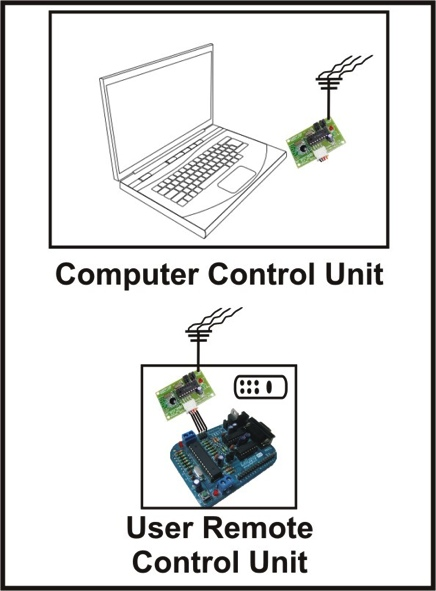 Computer Control Unit
User Remote
Control Unit